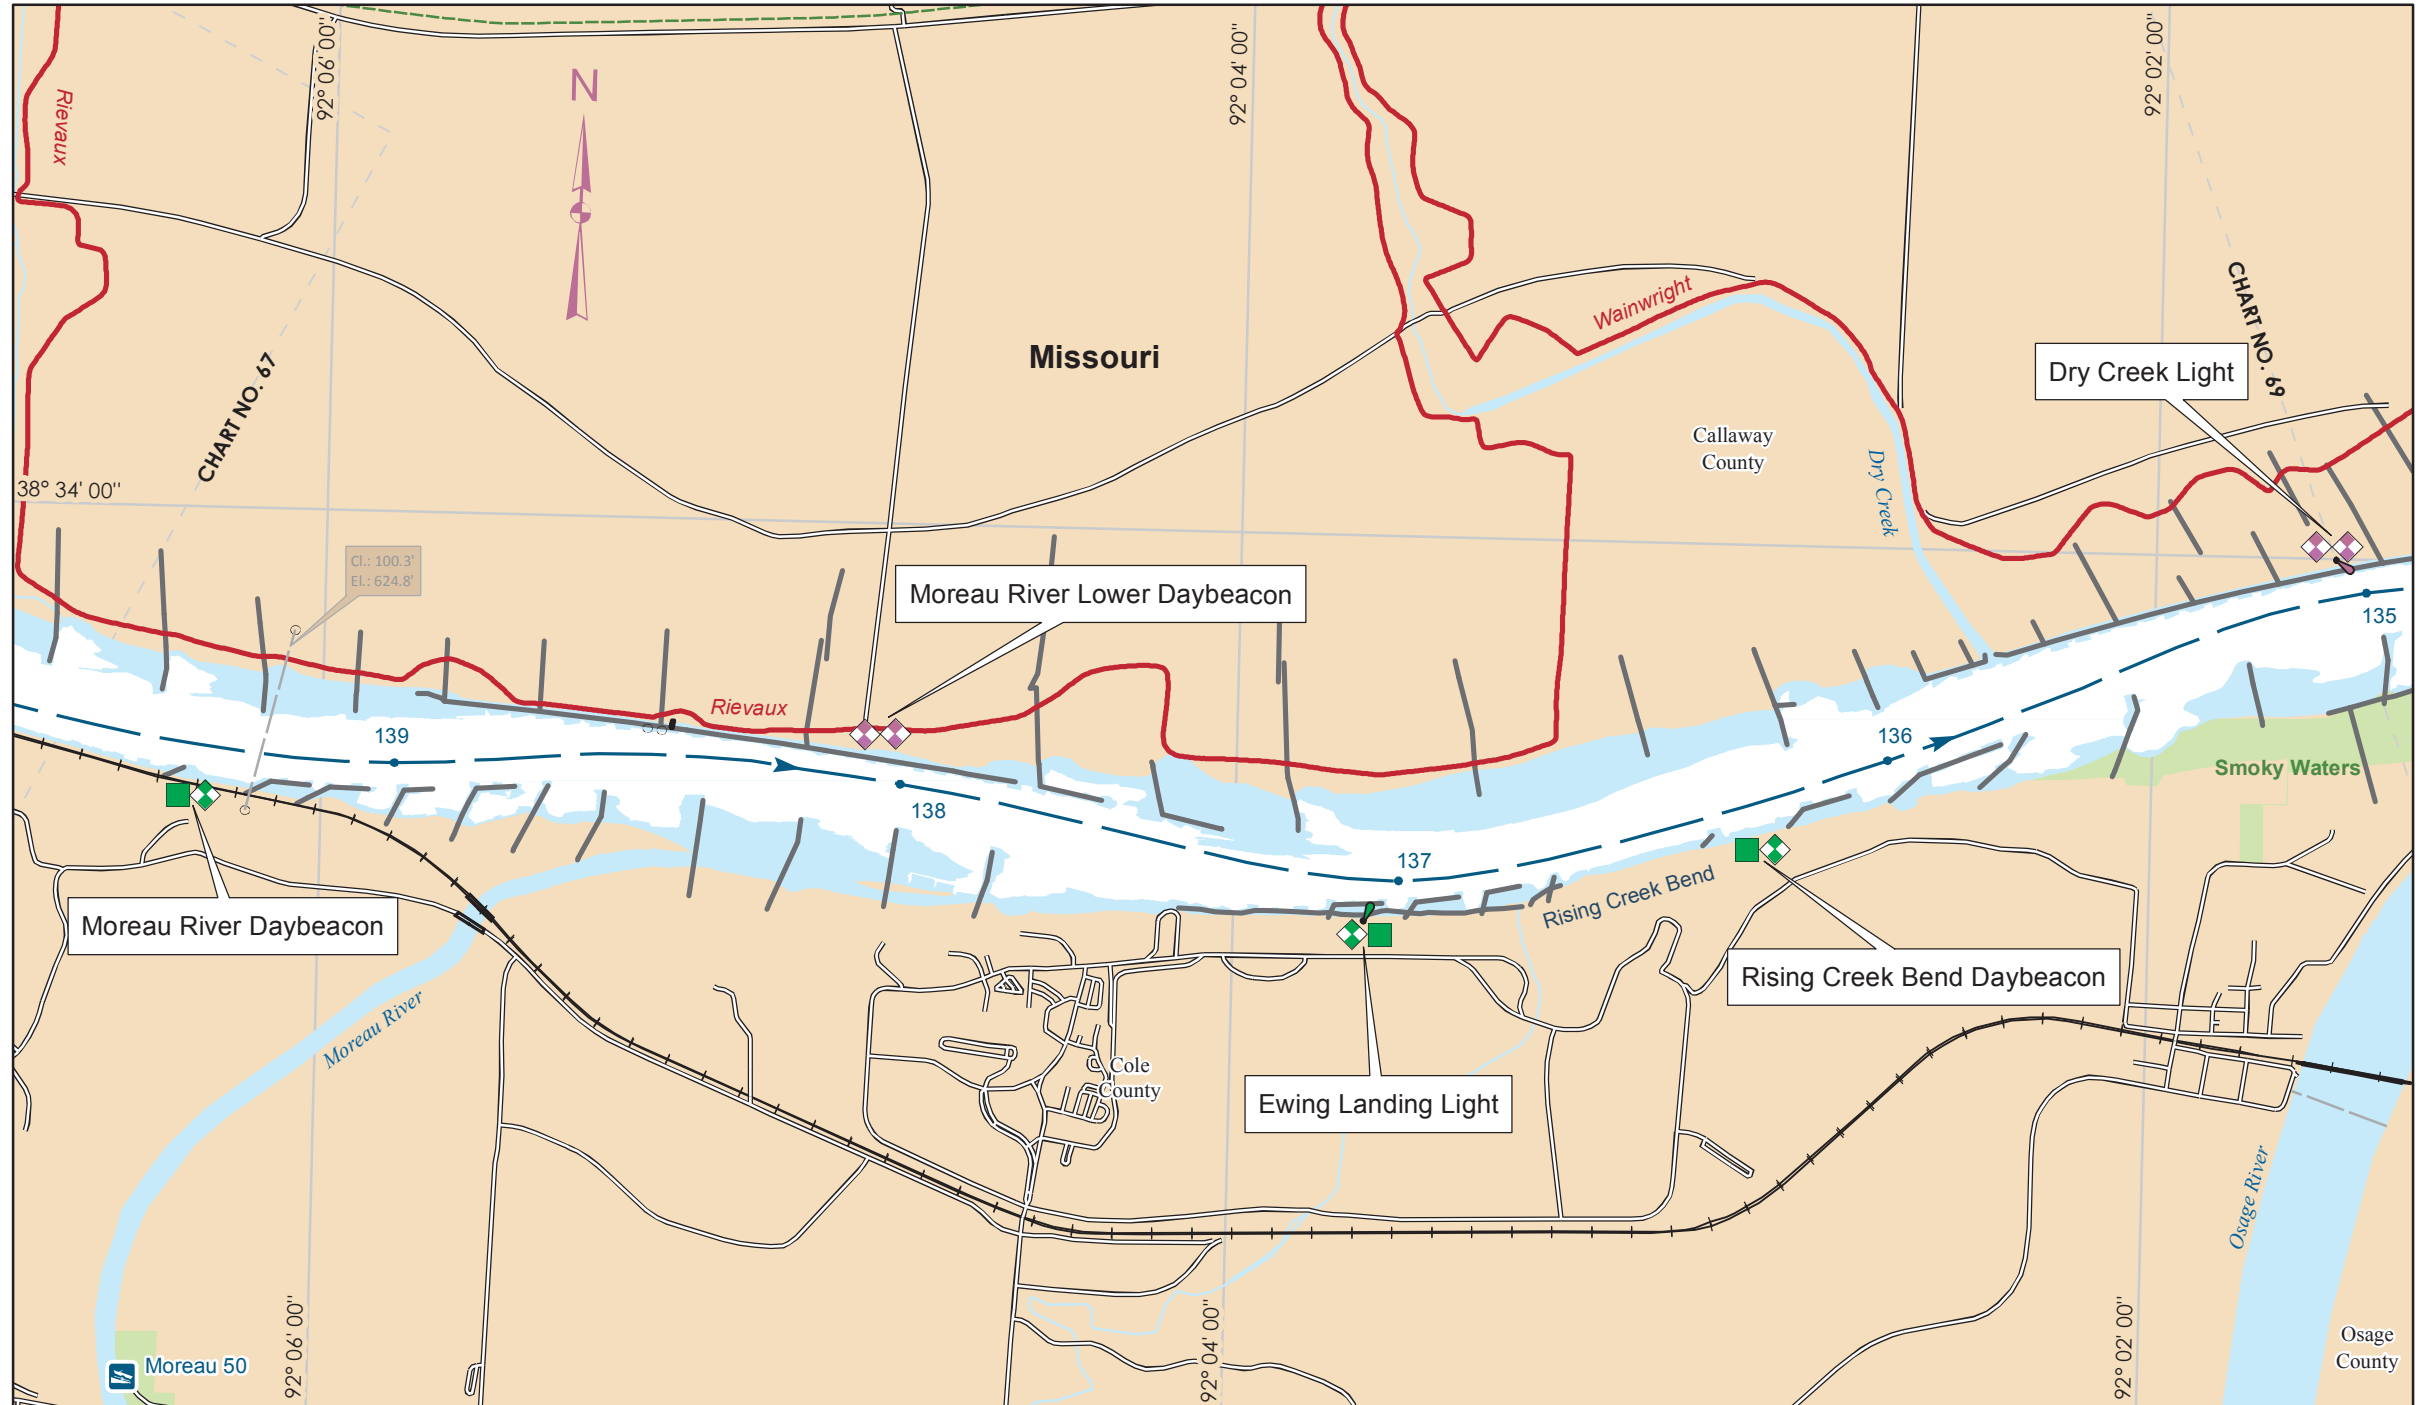 92° 06' 00"
92° 04' 00"
92° 02' 00"
N
Rievaux
CHART NO. 67
Missouri
Wainwright
CHART NO. 69
Dry Creek Light
Callaway
County
Dry Creek
38° 34' 00"
Cl.: 100.3'
El.: 624.8'
Moreau River Lower Daybeacon
135
Rievaux
139
136
Smoky Waters
138
137
Rising Creek Bend
Moreau River Daybeacon
Rising Creek Bend Daybeacon
Moreau River
Cole
County
Ewing Landing Light
Osage River
Moreau 50
Osage
County
92° 06' 00"
92° 04' 00"
92° 02' 00"